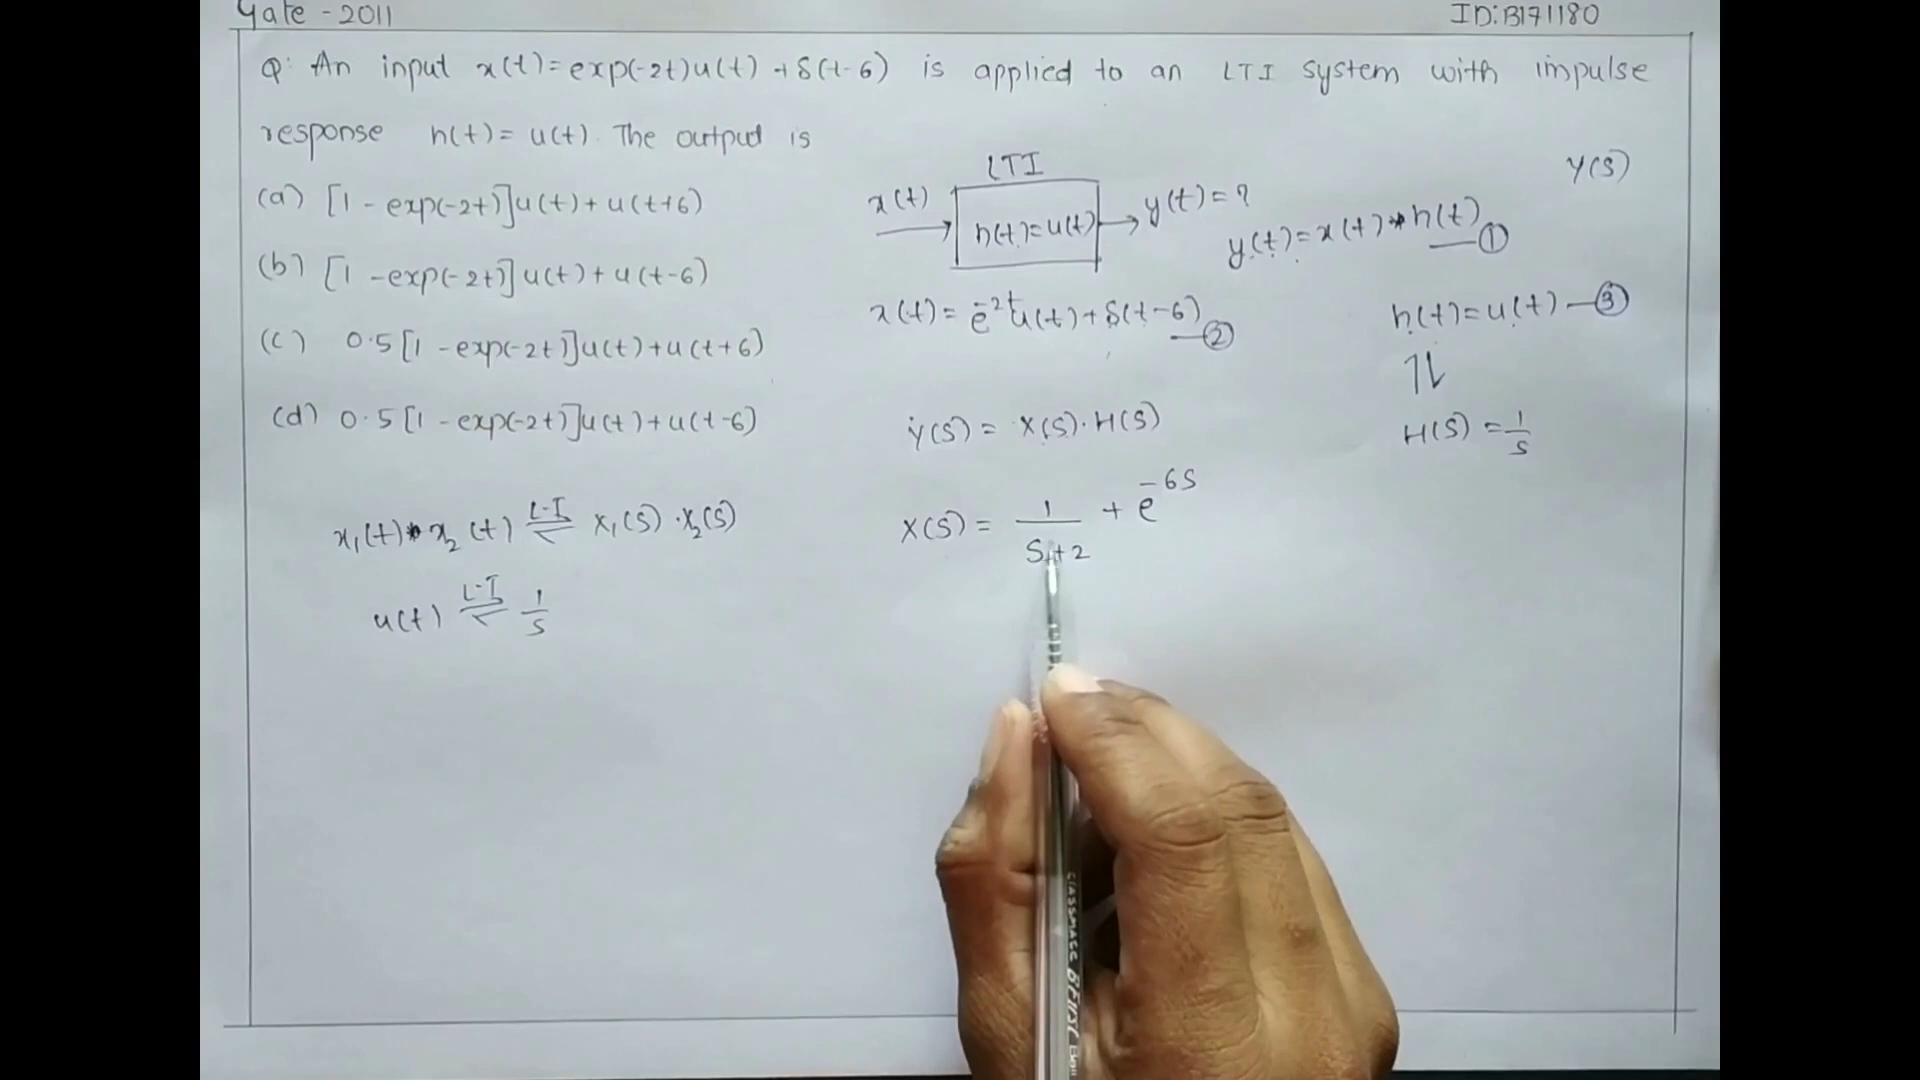 Gate - 2011
ID:B171180
Q: An input x(t)=exp(-2t)u(t)+δ(t-6) is applied to an LTI system with impulse
response h(t)= u(t). The output is
(a) [1 - exp(-2t)]u(t)+u(t+6)
(b) [1 -exp(-2t)]u(t)+u(t-6)
(c) 0.5[1 -exp(-2t)]u(t)+u(t+6)
(d) 0.5[1 -exp(-2t)]u(t)+u(t-6)
x₁(t)*x₂(t) L.T ⇌ X₁(S).X₂(S)
u(t) L.T ⇌ 1/S
LTI
x(t) → h(t)=u(t) → y(t)=?
Y(S)
y(t)=x(t)*h(t) —①
x(t)=e^-2t u(t)+δ(t-6) —②
h(t)=u(t)—③
Y(S)= X(S).H(S)
H(S)=1/S
X(S)= 1/(S+2) + e^-6S
CLASSMATE